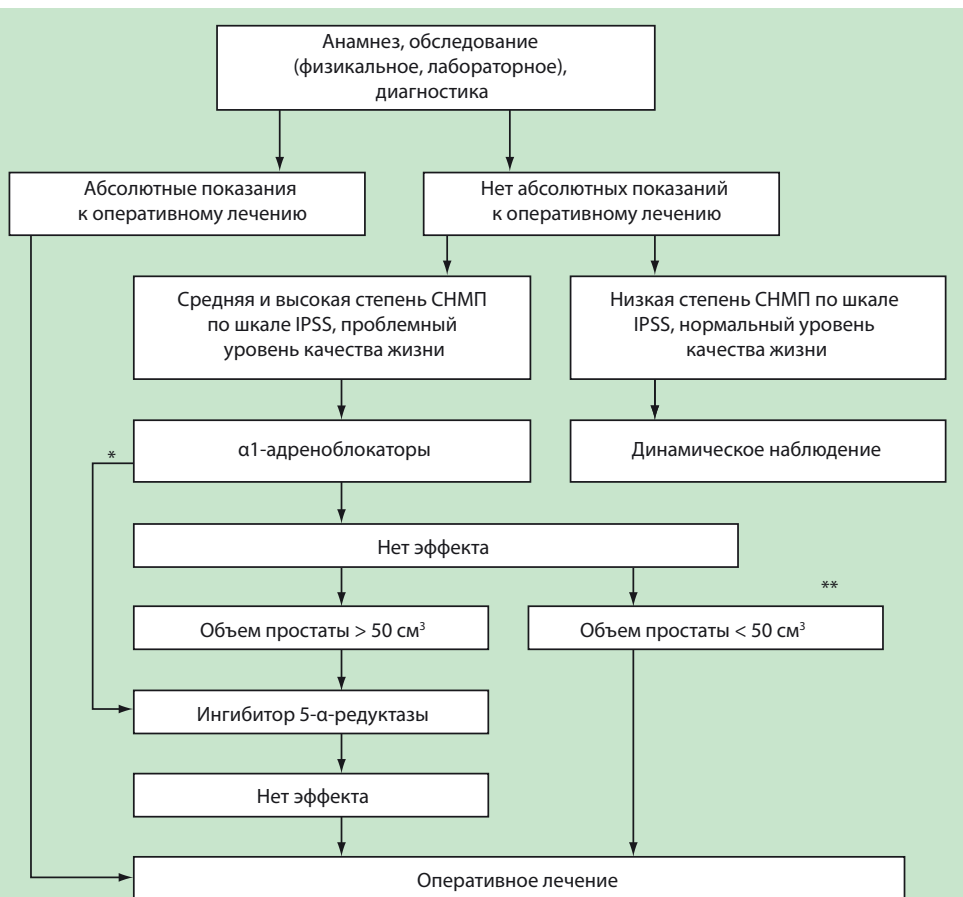 Анамнез, обследование
(физикальное, лабораторное),
диагностика
Абсолютные показания
к оперативному лечению
Нет абсолютных показаний
к оперативному лечению
Средняя и высокая степень СНМП
по шкале IPSS, проблемный
уровень качества жизни
Низкая степень СНМП по шкале
IPSS, нормальный уровень
качества жизни
*
α1-адреноблокаторы
Динамическое наблюдение
Нет эффекта
**
Объем простаты > 50 см³
Объем простаты < 50 см³
Ингибитор 5-α-редуктазы
Нет эффекта
Оперативное лечение